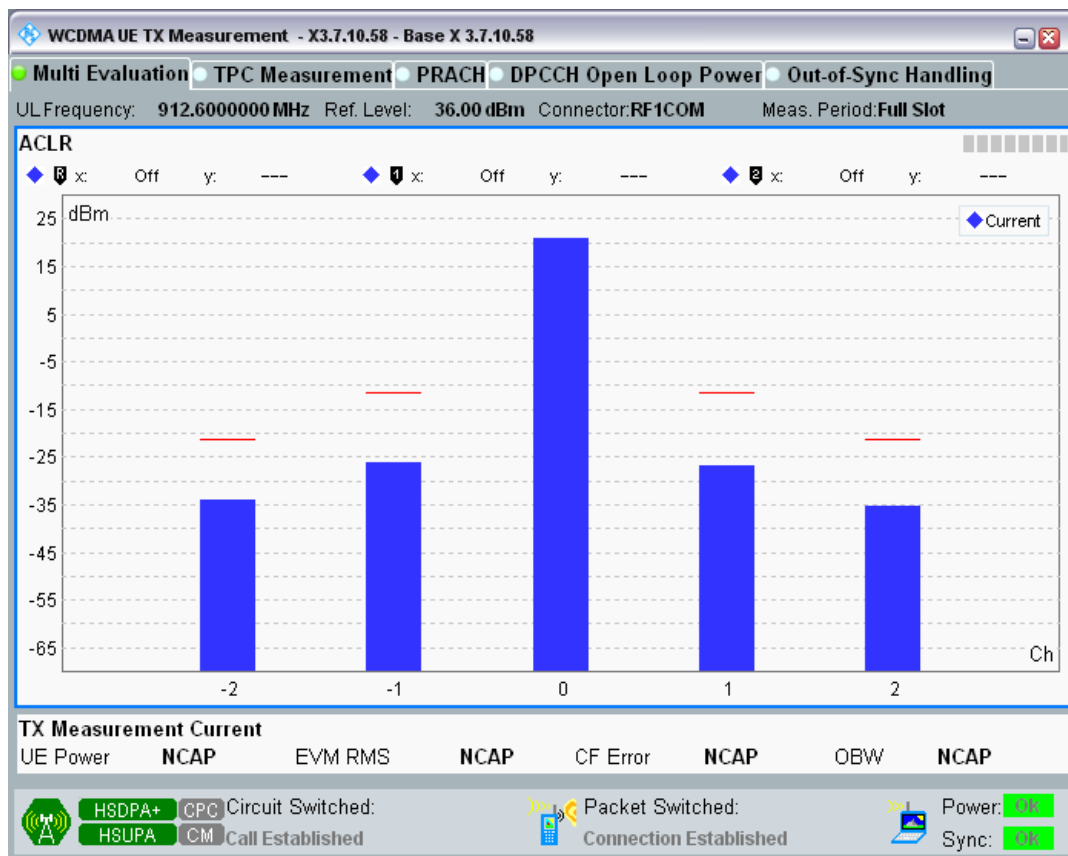 WCDMA UE TX Measurement - X3.7.10.58 - Base X 3.7.10.58
Multi Evaluation TPC Measurement PRACH DPCCH Open Loop Power Out-of-Sync Handling
UL Frequency: 912.6000000 MHz Ref. Level: 36.00 dBm Connector:RF1COM Meas. Period:Full Slot
ACLR
R x: Off y: --- 1 x: Off y: --- 2 x: Off y: ---
dBm
Current
25
15
5
-5
-15
-25
-35
-45
-55
-65
Ch
-2 -1 0 1 2
TX Measurement Current
UE Power NCAP EVM RMS NCAP CF Error NCAP OBW NCAP
HSDPA+ CPC Circuit Switched: Packet Switched: Power: OK
HSUPA CM Call Established Connection Established Sync: OK